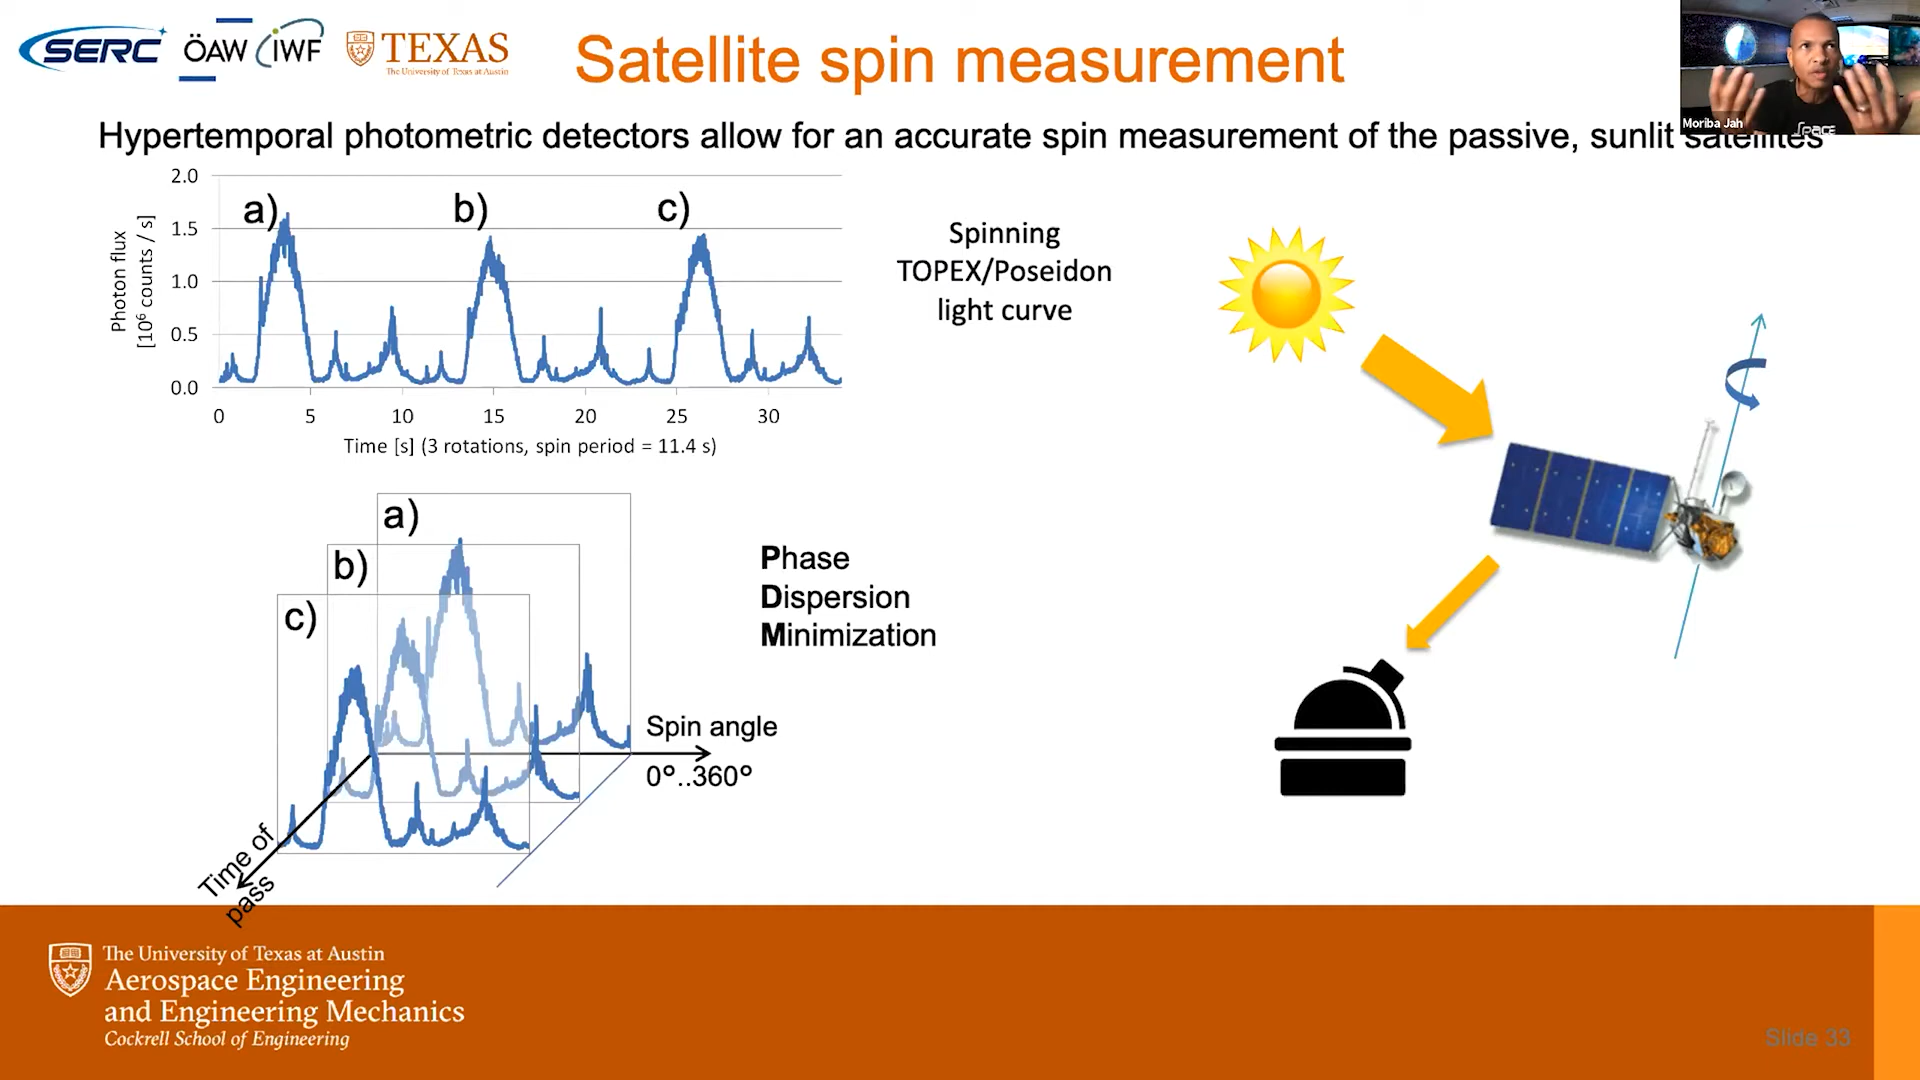 SERC
ÖAW
IWF
TEXAS
The University of Texas at Austin
Satellite spin measurement
Moriba Jah
SPACE
Hypertemporal photometric detectors allow for an accurate spin measurement of the passive, sunlit satellites
2.0
1.5
1.0
0.5
0.0
Photon flux
[10⁶ counts / s]
a)
b)
c)
0 5 10 15 20 25 30
Time [s] (3 rotations, spin period = 11.4 s)
Spinning
TOPEX/Poseidon
light curve
a)
b)
c)
Phase
Dispersion
Minimization
Spin angle
0°..360°
Time of
pass
The University of Texas at Austin
Aerospace Engineering
and Engineering Mechanics
Cockrell School of Engineering
Slide 33